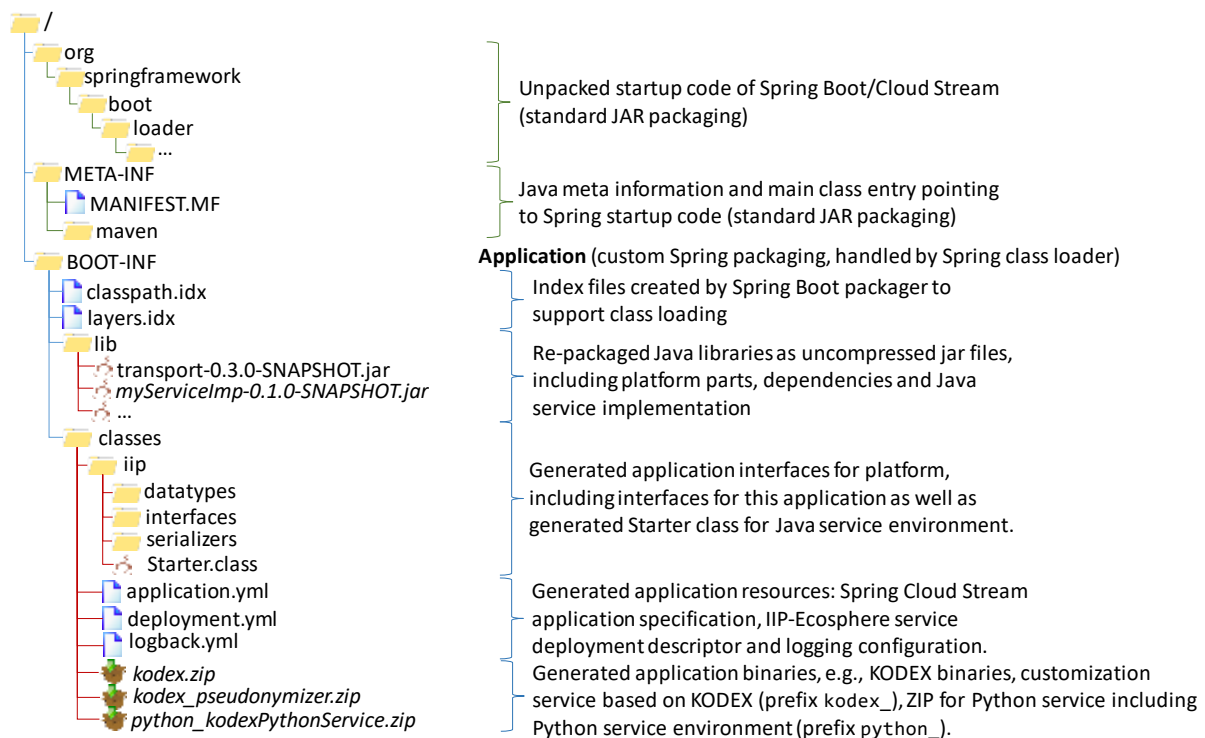 /
org
springframework
boot
loader
...
META-INF
MANIFEST.MF
maven
BOOT-INF
classpath.idx
layers.idx
lib
transport-0.3.0-SNAPSHOT.jar
myServiceImp-0.1.0-SNAPSHOT.jar
...
classes
iip
datatypes
interfaces
serializers
Starter.class
application.yml
deployment.yml
logback.yml
kodex.zip
kodex_pseudonymizer.zip
python_kodexPythonService.zip
Unpacked startup code of Spring Boot/Cloud Stream
(standard JAR packaging)
Java meta information and main class entry pointing
to Spring startup code (standard JAR packaging)
Application (custom Spring packaging, handled by Spring class loader)
Index files created by Spring Boot packager to
support class loading
Re-packaged Java libraries as uncompressed jar files,
including platform parts, dependencies and Java
service implementation
Generated application interfaces for platform,
including interfaces for this application as well as
generated Starter class for Java service environment.
Generated application resources: Spring Cloud Stream
application specification, IIP-Ecosphere service
deployment descriptor and logging configuration.
Generated application binaries, e.g., KODEX binaries, customization
service based on KODEX (prefix kodex_), ZIP for Python service including
Python service environment (prefix python_).